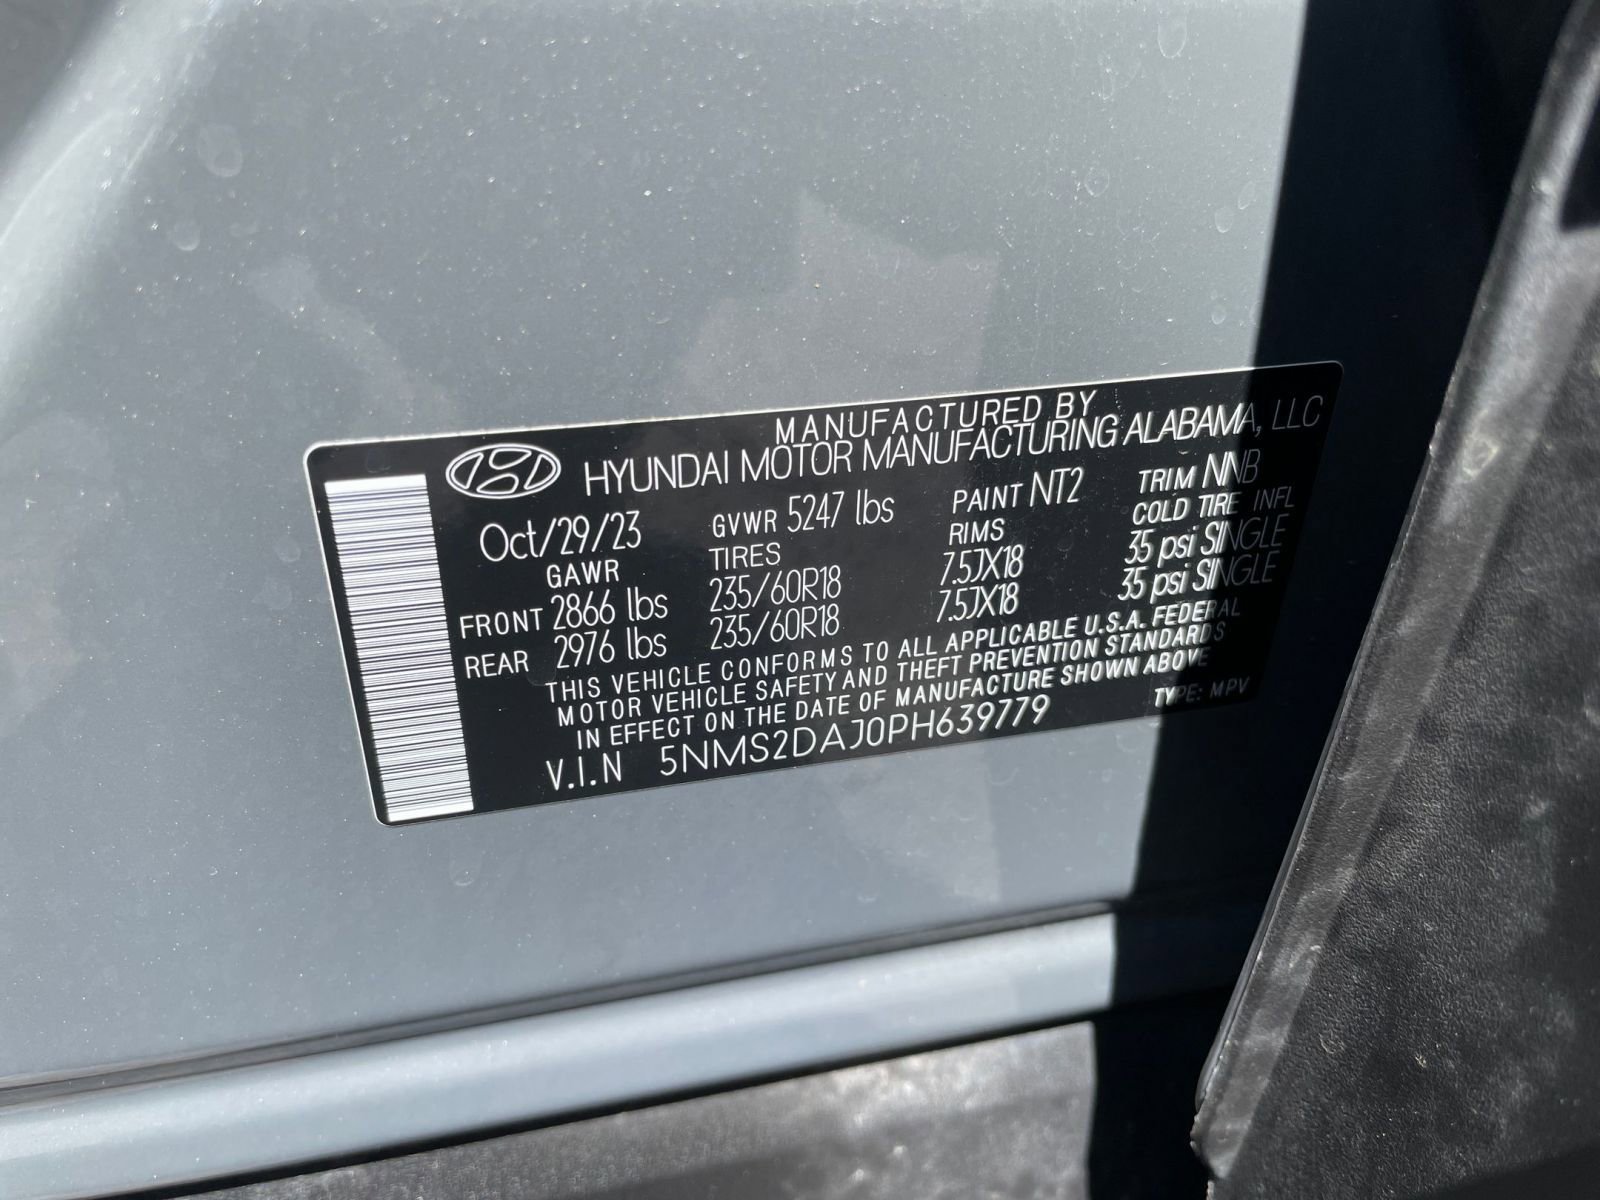 MANUFACTURED BY
HYUNDAI MOTOR MANUFACTURING ALABAMA, LLC
Oct/29/23 GVWR 5247 lbs PAINT NT2 TRIM NNB
GAWR TIRES RIMS COLD TIRE INFL
FRONT 2866 lbs 235/60R18 7.5JX18 35 psi SINGLE
REAR 2976 lbs 235/60R18 7.5JX18 35 psi SINGLE
THIS VEHICLE CONFORMS TO ALL APPLICABLE U.S.A. FEDERAL
MOTOR VEHICLE SAFETY AND THEFT PREVENTION STANDARDS
IN EFFECT ON THE DATE OF MANUFACTURE SHOWN ABOVE
V.I.N 5NMS2DAJ0PH639779 TYPE: MPV